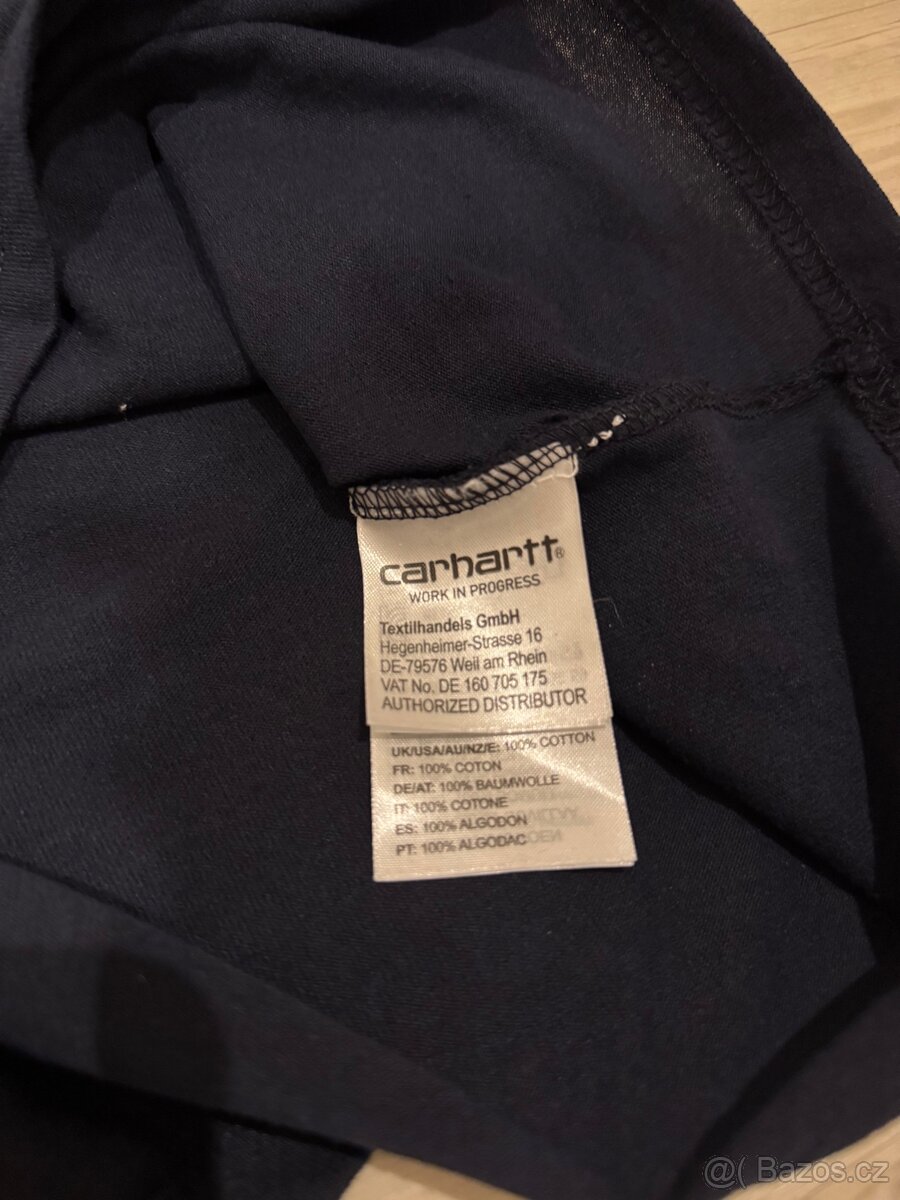 carhartt®
WORK IN PROGRESS
Textilhandels GmbH
Hegenheimer-Strasse 16
DE-79576 Weil am Rhein
VAT No. DE 160 705 175
AUTHORIZED DISTRIBUTOR
UK/USA/AU/NZ/E: 100% COTTON
FR: 100% COTON
DE/AT: 100% BAUMWOLLE
IT: 100% COTONE
ES: 100% ALGODON
PT: 100% ALGODAC
@( Bazos.cz